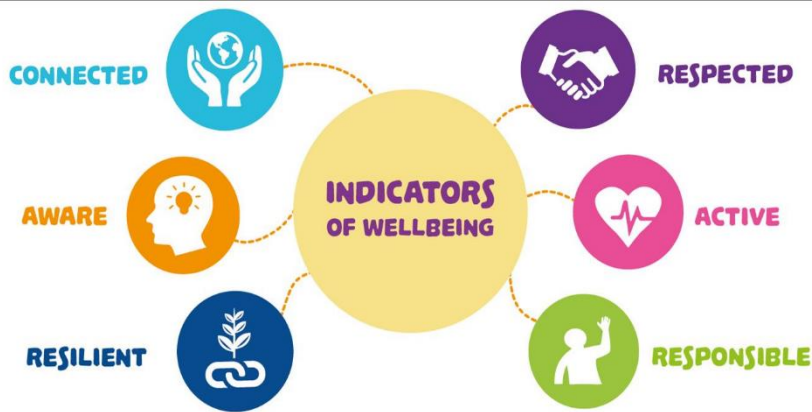 CONNECTED
RESPECTED
INDICATORS
OF WELLBEING
AWARE
ACTIVE
RESILIENT
RESPONSIBLE